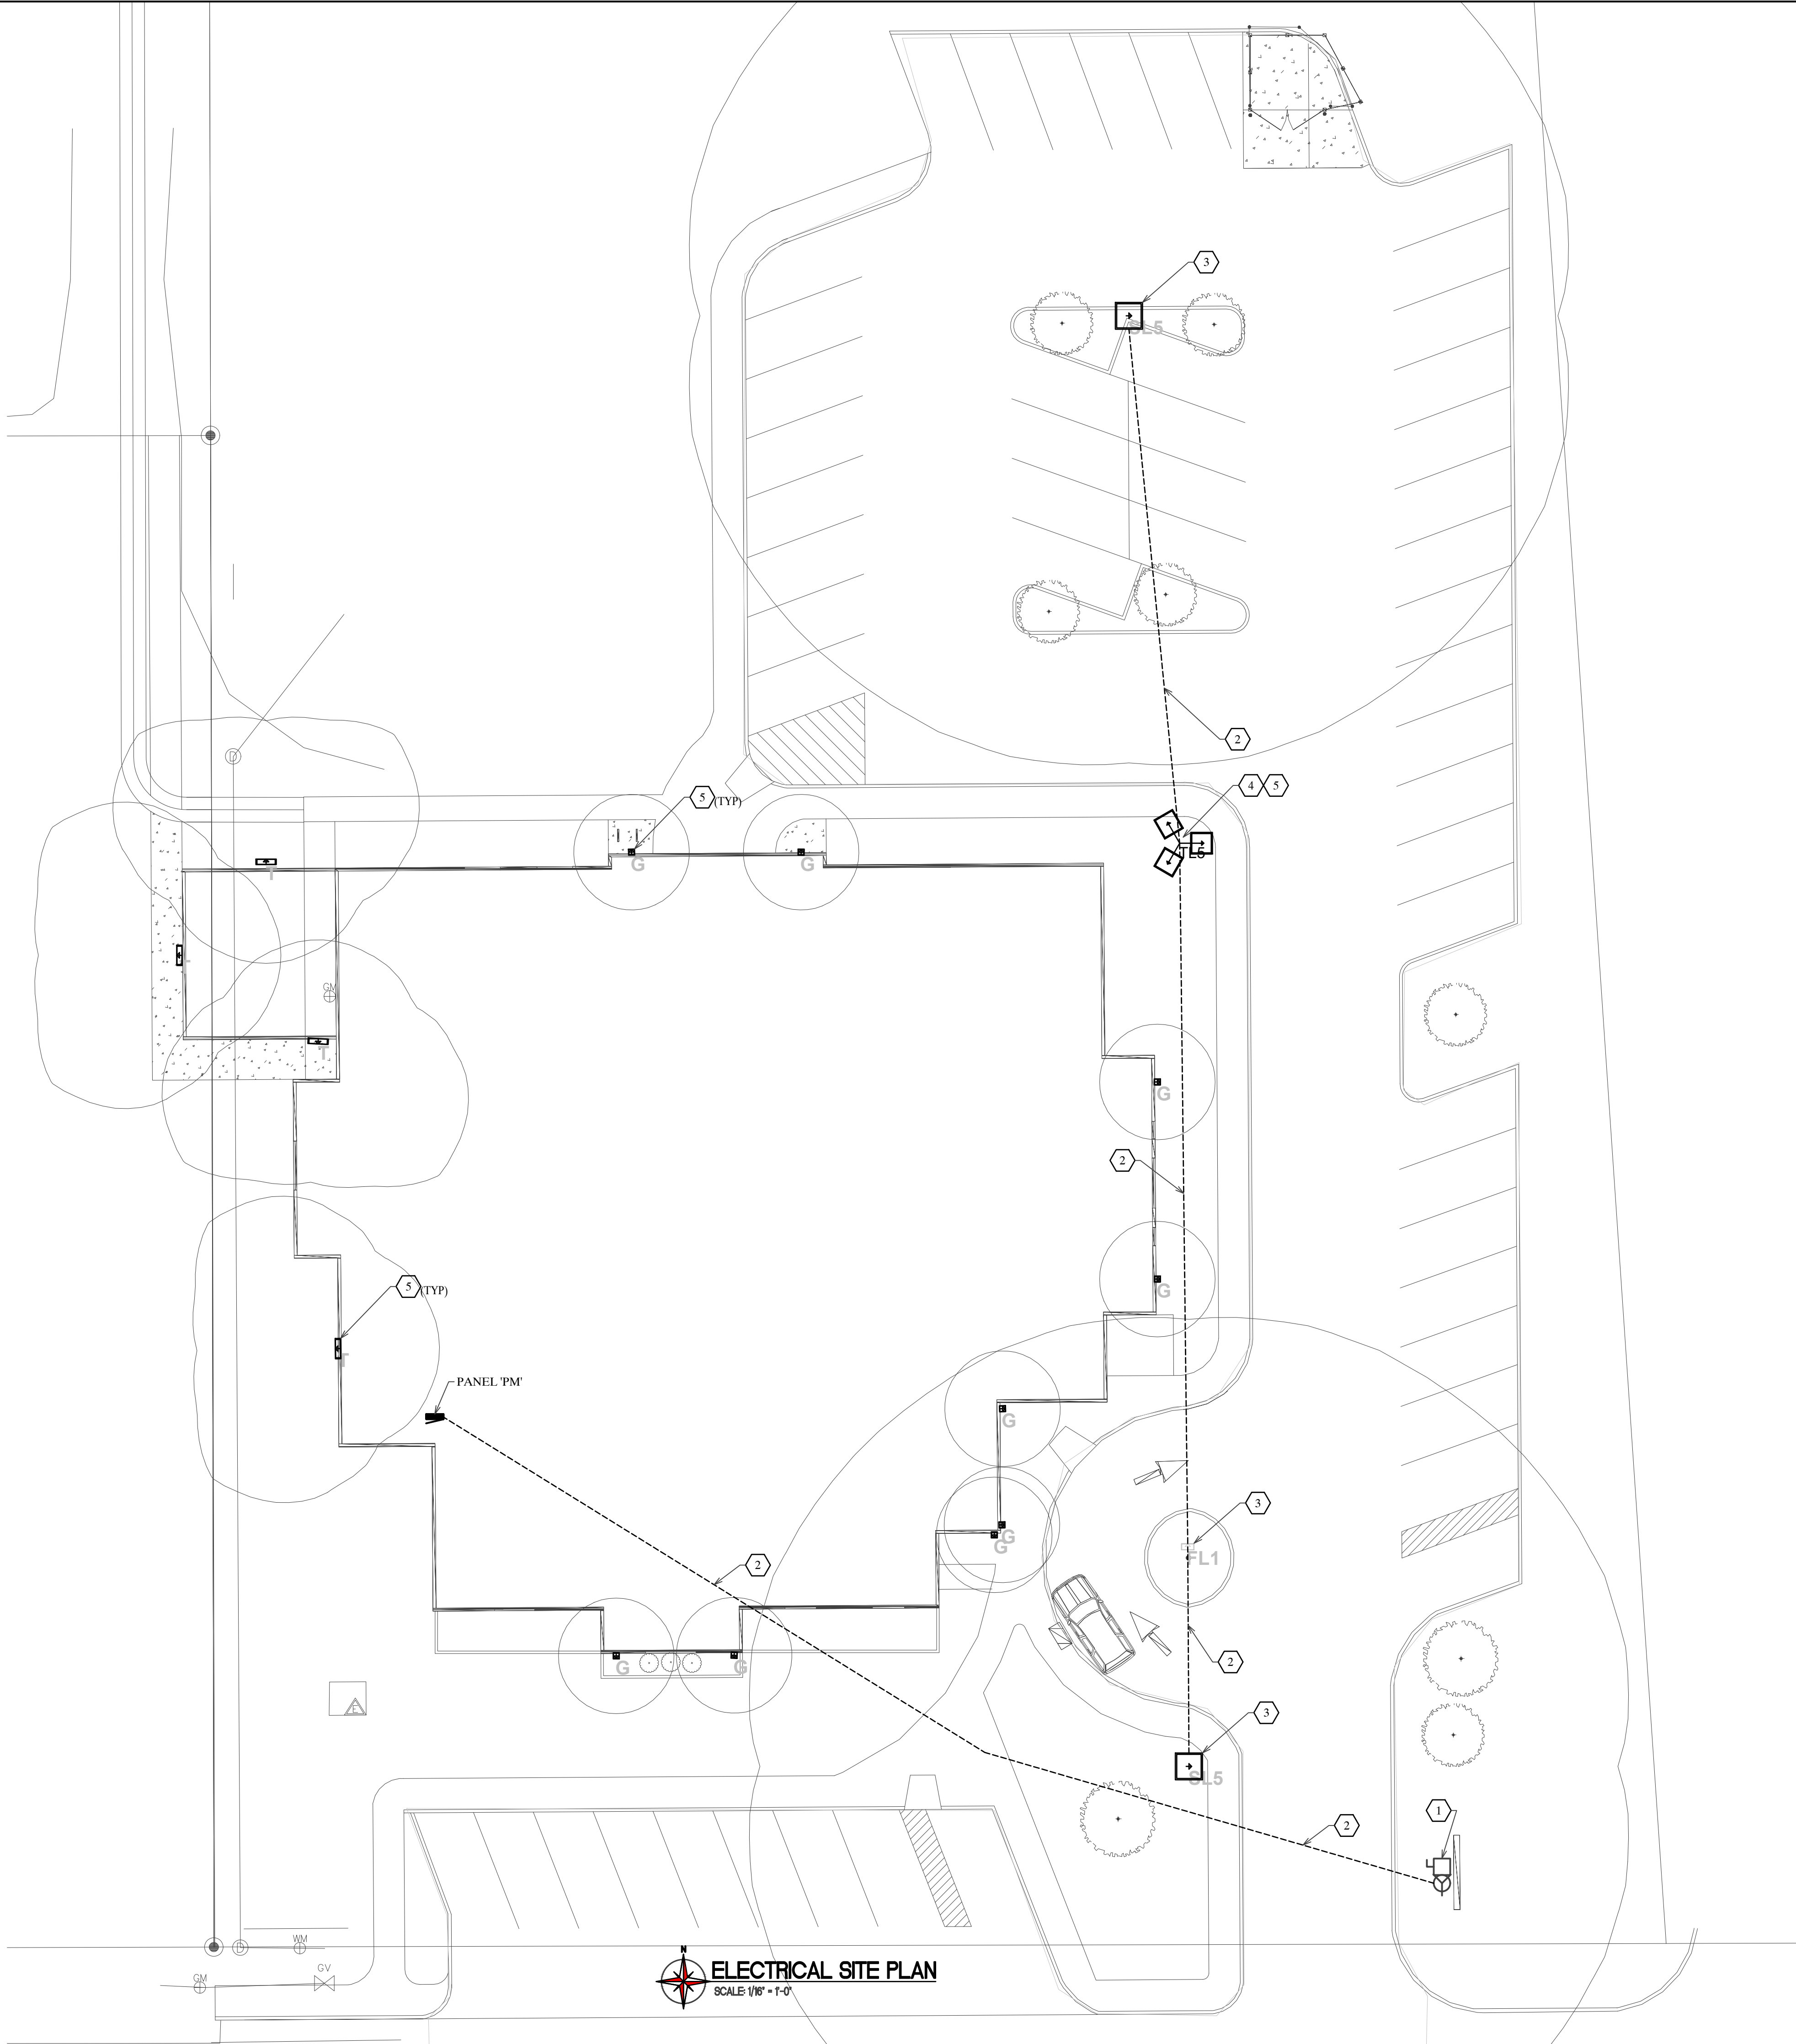 3
SL5
2
4 5
TL5
5 (TYP)
G
G
D
T
T
GM
T
G
2
G
5 (TYP)
T
PANEL 'PM'
G
G
G
3
FL1
2
2
G
G
E
3
SL5
1
2
D
WM
GM
GV
N
ELECTRICAL SITE PLAN
SCALE: 1/16" = 1'-0"